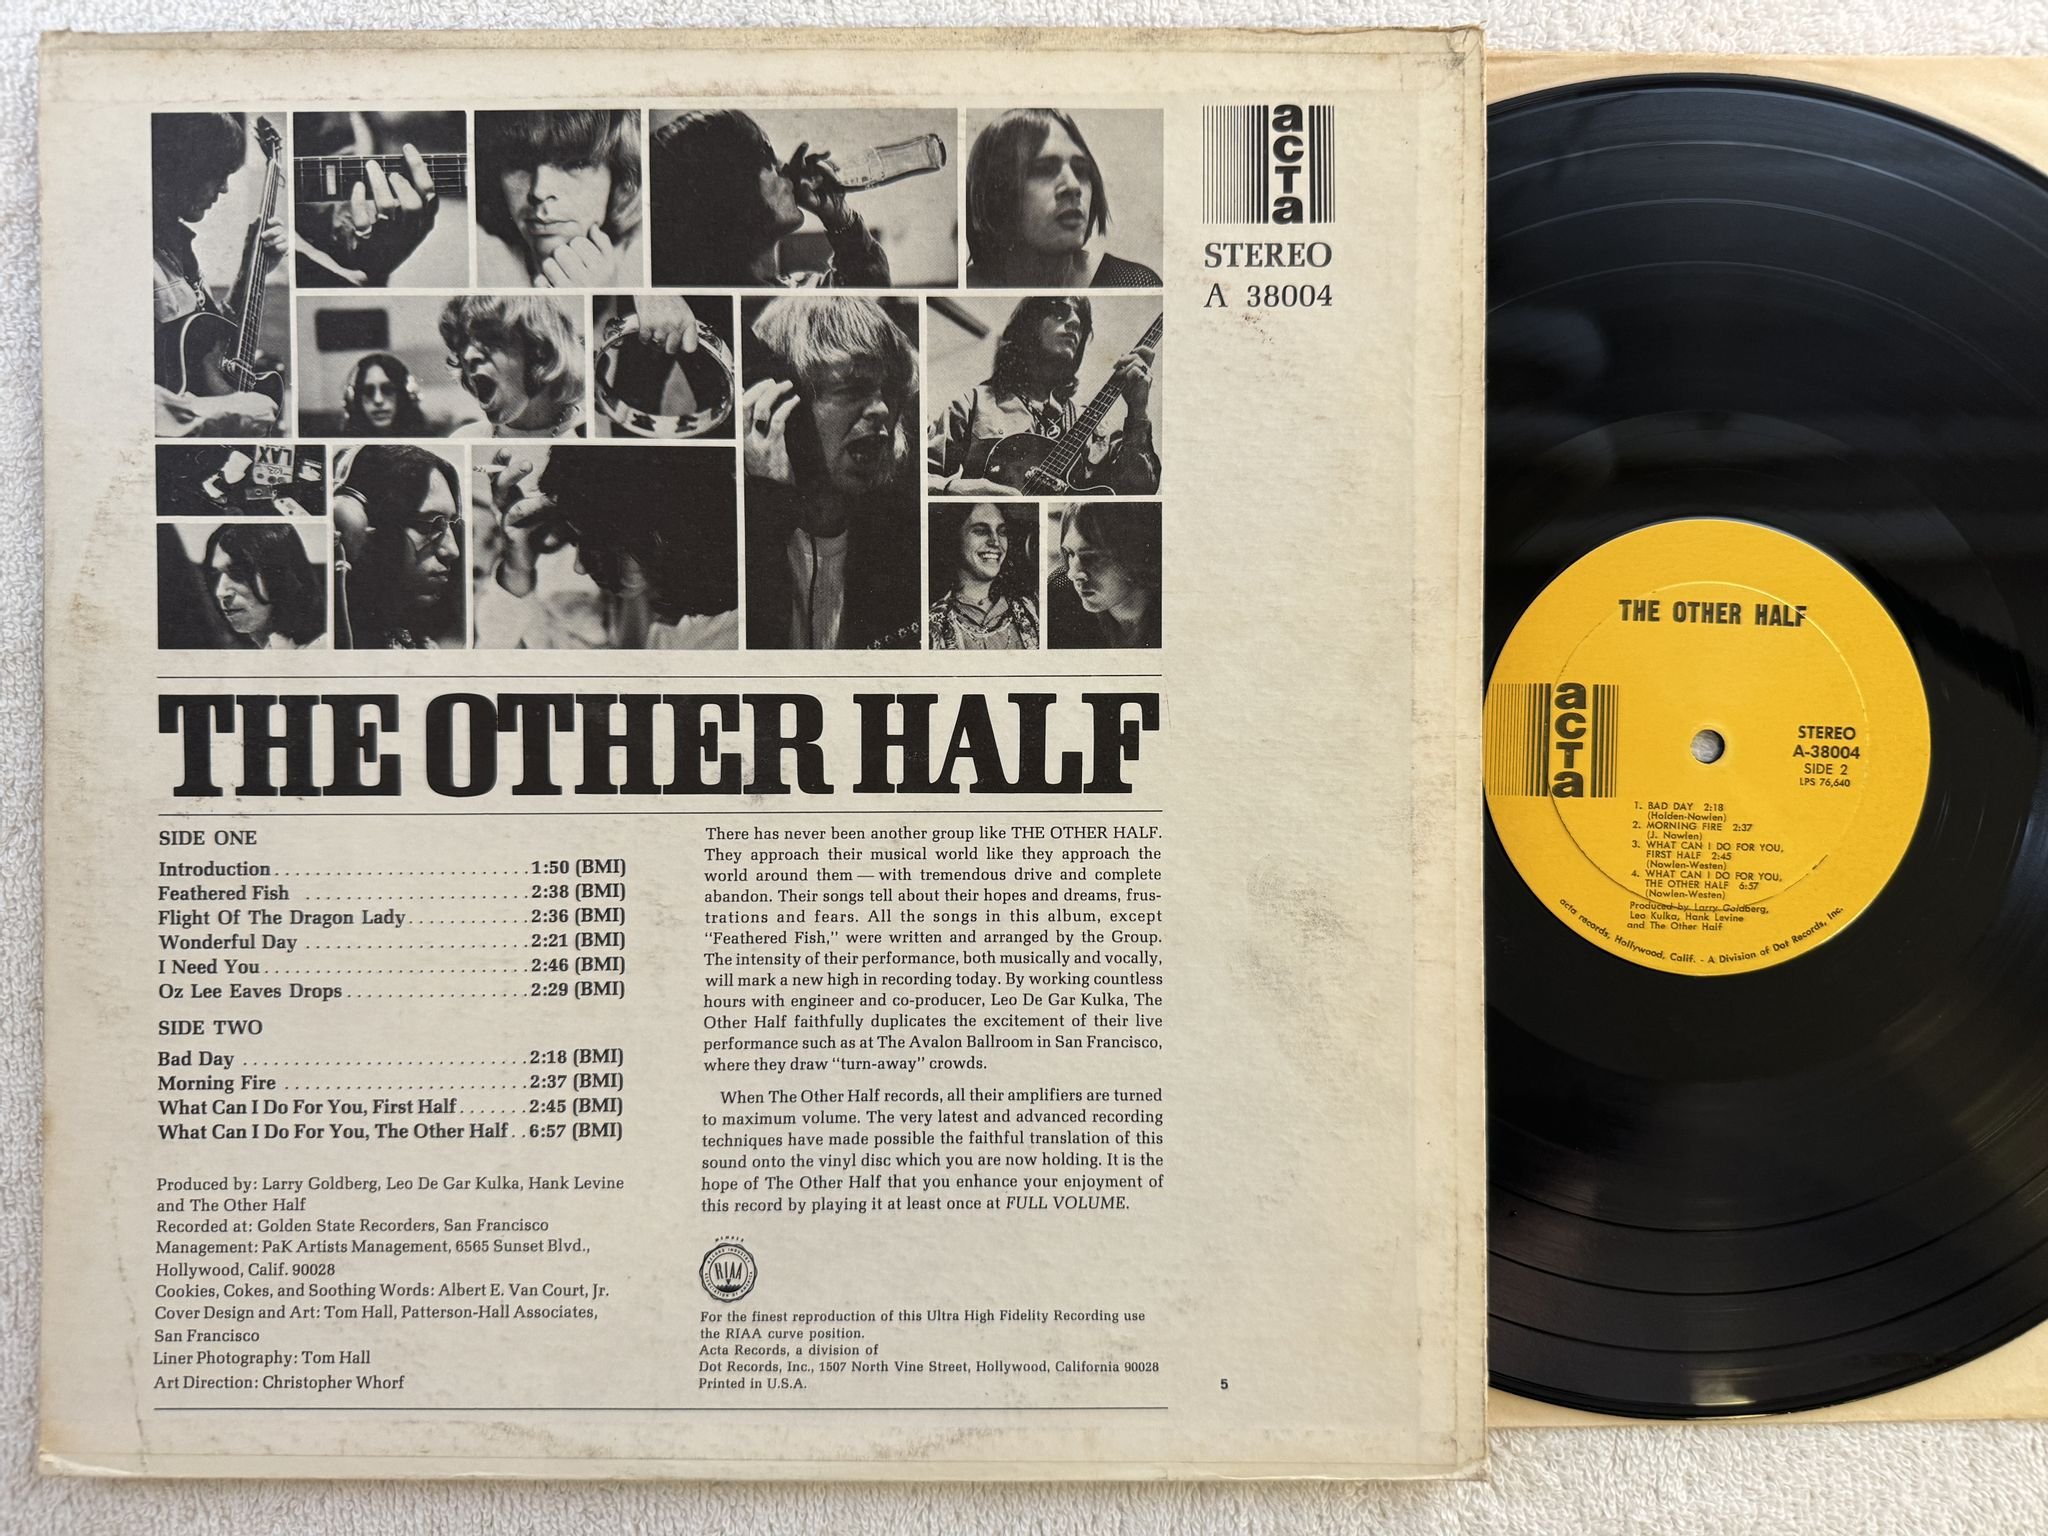 acta
STEREO
A 38004
LAX
THE OTHER HALF
SIDE ONE
Introduction..........................1:50 (BMI)
Feathered Fish ......................2:38 (BMI)
Flight Of The Dragon Lady............2:36 (BMI)
Wonderful Day ......................2:21 (BMI)
I Need You..........................2:46 (BMI)
Oz Lee Eaves Drops..................2:29 (BMI)
SIDE TWO
Bad Day ............................2:18 (BMI)
Morning Fire ........................2:37 (BMI)
What Can I Do For You, First Half.......2:45 (BMI)
What Can I Do For You, The Other Half..6:57 (BMI)
Produced by: Larry Goldberg, Leo De Gar Kulka, Hank Levine
and The Other Half
Recorded at: Golden State Recorders, San Francisco
Management: PaK Artists Management, 6565 Sunset Blvd.,
Hollywood, Calif. 90028
Cookies, Cokes, and Soothing Words: Albert E. Van Court, Jr.
Cover Design and Art: Tom Hall, Patterson-Hall Associates,
San Francisco
Liner Photography: Tom Hall
Art Direction: Christopher Whorf
There has never been another group like THE OTHER HALF.
They approach their musical world like they approach the
world around them — with tremendous drive and complete
abandon. Their songs tell about their hopes and dreams, frus-
trations and fears. All the songs in this album, except
"Feathered Fish," were written and arranged by the Group.
The intensity of their performance, both musically and vocally,
will mark a new high in recording today. By working countless
hours with engineer and co-producer, Leo De Gar Kulka, The
Other Half faithfully duplicates the excitement of their live
performance such as at The Avalon Ballroom in San Francisco,
where they draw "turn-away" crowds.
When The Other Half records, all their amplifiers are turned
to maximum volume. The very latest and advanced recording
techniques have made possible the faithful translation of this
sound onto the vinyl disc which you are now holding. It is the
hope of The Other Half that you enhance your enjoyment of
this record by playing it at least once at FULL VOLUME.
MEMBER
RECORD INDUSTRY
ASSOCIATION OF AMERICA
RIAA
For the finest reproduction of this Ultra High Fidelity Recording use
the RIAA curve position.
Acta Records, a division of
Dot Records, Inc., 1507 North Vine Street, Hollywood, California 90028
Printed in U.S.A.
5
THE OTHER HALF
acta
STEREO
A-38004
SIDE 2
LPS 76,640
1. BAD DAY 2:18
(Holden-Nowlen)
2. MORNING FIRE 2:37
(J. Nowlen)
3. WHAT CAN I DO FOR YOU,
FIRST HALF 2:45
(Nowlen-Westen)
4. WHAT CAN I DO FOR YOU,
THE OTHER HALF 6:57
(Nowlen-Westen)
Produced by Larry Goldberg,
Leo Kulka, Hank Levine
and The Other Half
acta records, Hollywood, Calif. - A Division of Dot Records, Inc.